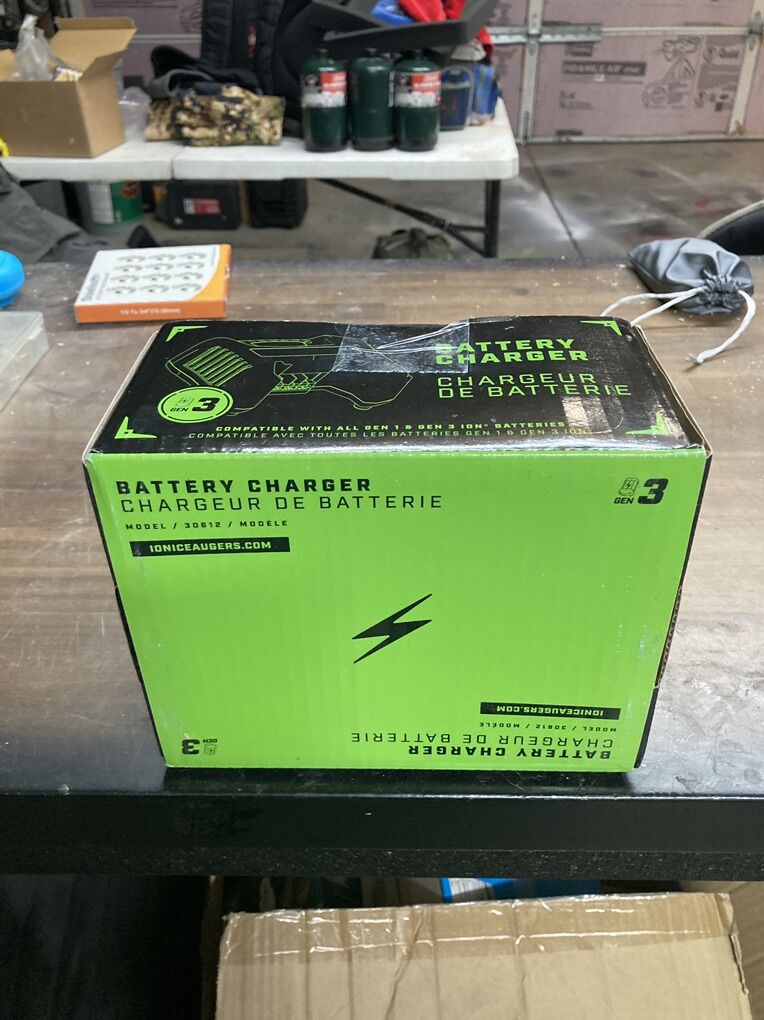 BATTERY
CHARGER
CHARGEUR
DE BATTERIE
GEN 3
COMPATIBLE WITH ALL GEN 1 & GEN 3 ION® BATTERIES
COMPATIBLE AVEC TOUTES LES BATTERIES GEN 1 & GEN 3 ION
BATTERY CHARGER
CHARGEUR DE BATTERIE
MODEL / 30612 / MODÈLE
IONICEAUGERS.COM
GEN 3
IONICEAUGERS.COM
MODEL / 30612 / MODÈLE
CHARGEUR DE BATTERIE
BATTERY CHARGER
GEN 3